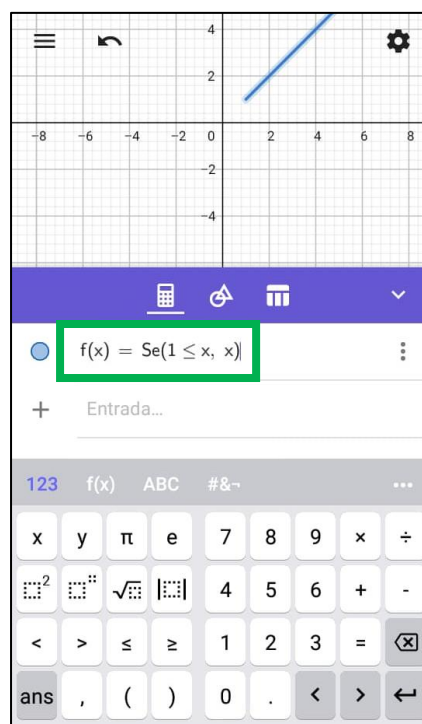 4
2
-8 -6 -4 -2 0 2 4 6 8
-2
-4
f(x) = Se(1 ≤ x, x)
+ Entrada...
123 f(x) ABC #&¬ ...
x y π e 7 8 9 × ÷
2 √ 4 5 6 + -
< > ≤ ≥ 1 2 3 =
ans , ( ) 0 . < >